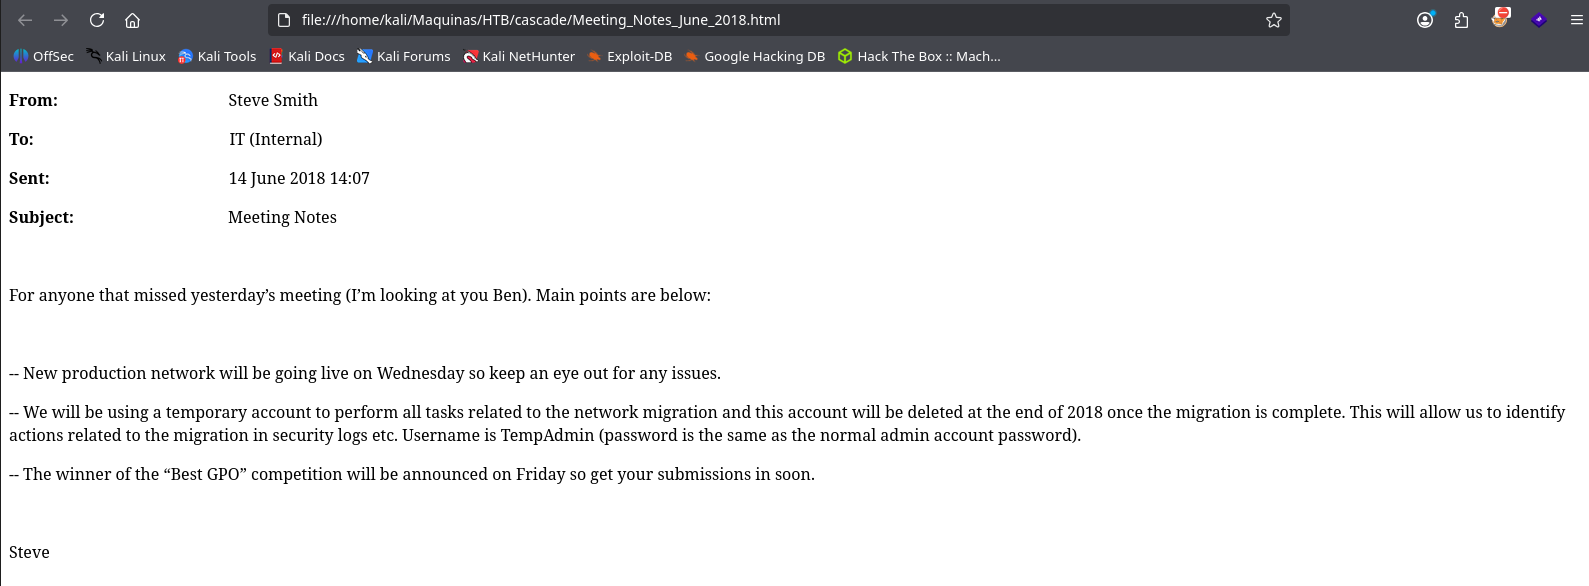 file:///home/kali/Maquinas/HTB/cascade/Meeting_Notes_June_2018.html
OffSec Kali Linux Kali Tools Kali Docs Kali Forums Kali NetHunter Exploit-DB Google Hacking DB Hack The Box :: Mach…
From: Steve Smith
To: IT (Internal)
Sent: 14 June 2018 14:07
Subject: Meeting Notes
For anyone that missed yesterday’s meeting (I’m looking at you Ben). Main points are below:
-- New production network will be going live on Wednesday so keep an eye out for any issues.
-- We will be using a temporary account to perform all tasks related to the network migration and this account will be deleted at the end of 2018 once the migration is complete. This will allow us to identify
actions related to the migration in security logs etc. Username is TempAdmin (password is the same as the normal admin account password).
-- The winner of the “Best GPO” competition will be announced on Friday so get your submissions in soon.
Steve